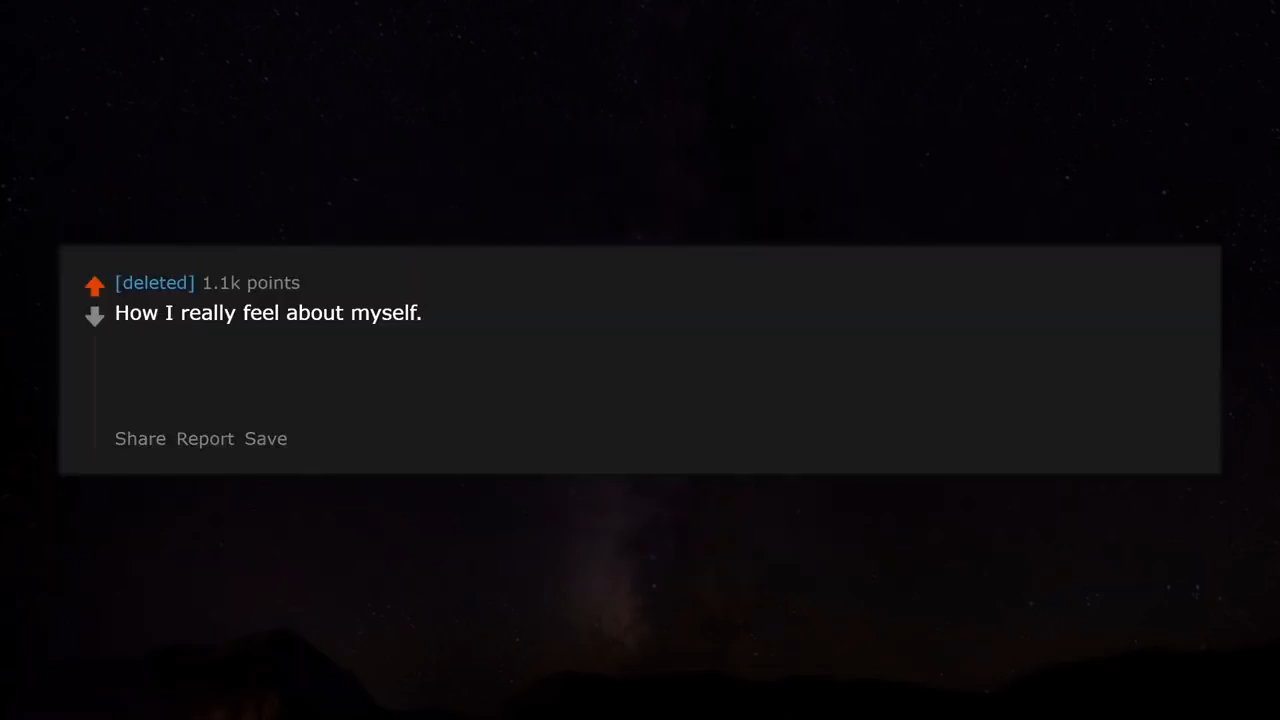 [deleted] 1.1k points
How I really feel about myself.
Share Report Save